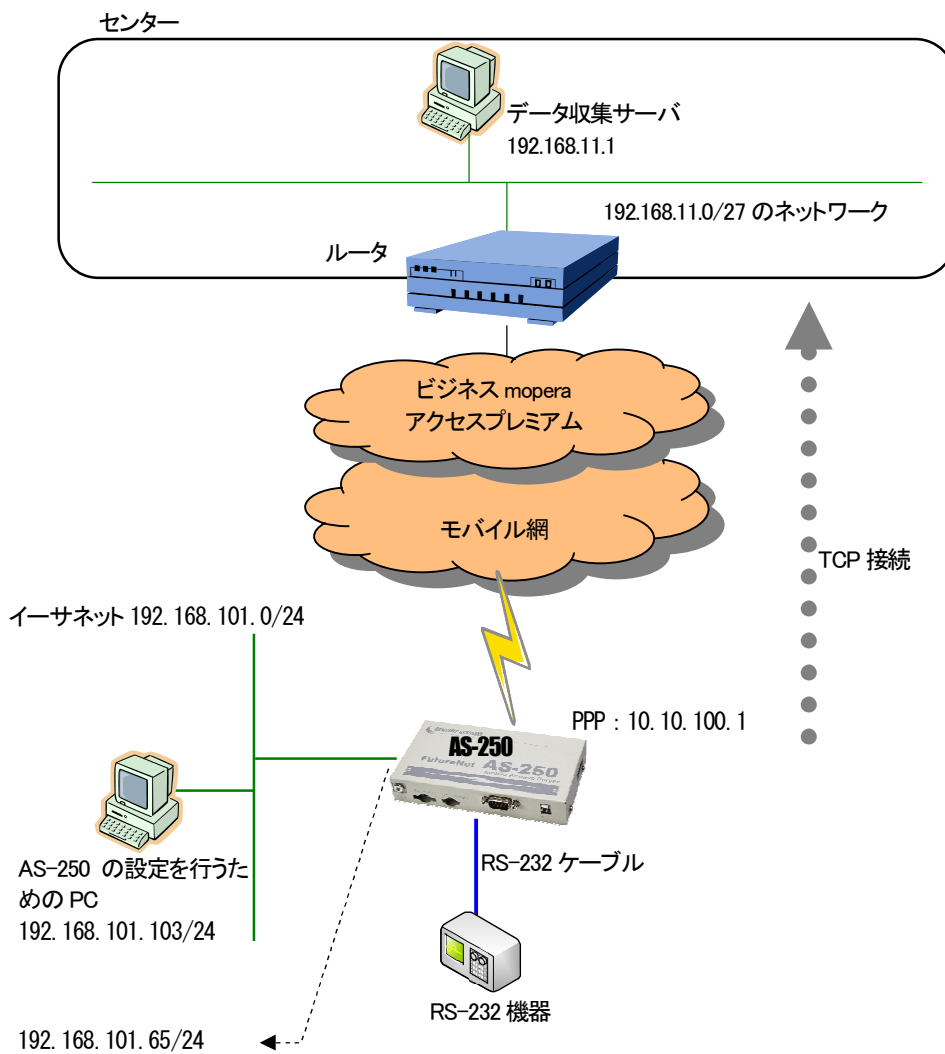 センター
データ収集サーバ
192.168.11.1
192.168.11.0/27 のネットワーク
ルータ
ビジネス mopera
アクセスプレミアム
モバイル網
TCP 接続
イーサネット 192.168.101.0/24
PPP : 10.10.100.1
AS-250
FutureNet AS-250
RS-232 ケーブル
AS-250 の設定を行うた
めの PC
192.168.101.103/24
RS-232 機器
192.168.101.65/24